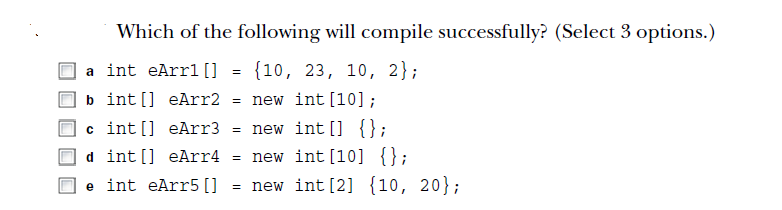 Which of the following will compile successfully? (Select 3 options.)
a int eArr1[] = {10, 23, 10, 2};
b int[] eArr2 = new int[10];
c int[] eArr3 = new int[] {};
d int[] eArr4 = new int[10] {};
e int eArr5[] = new int[2] {10, 20};